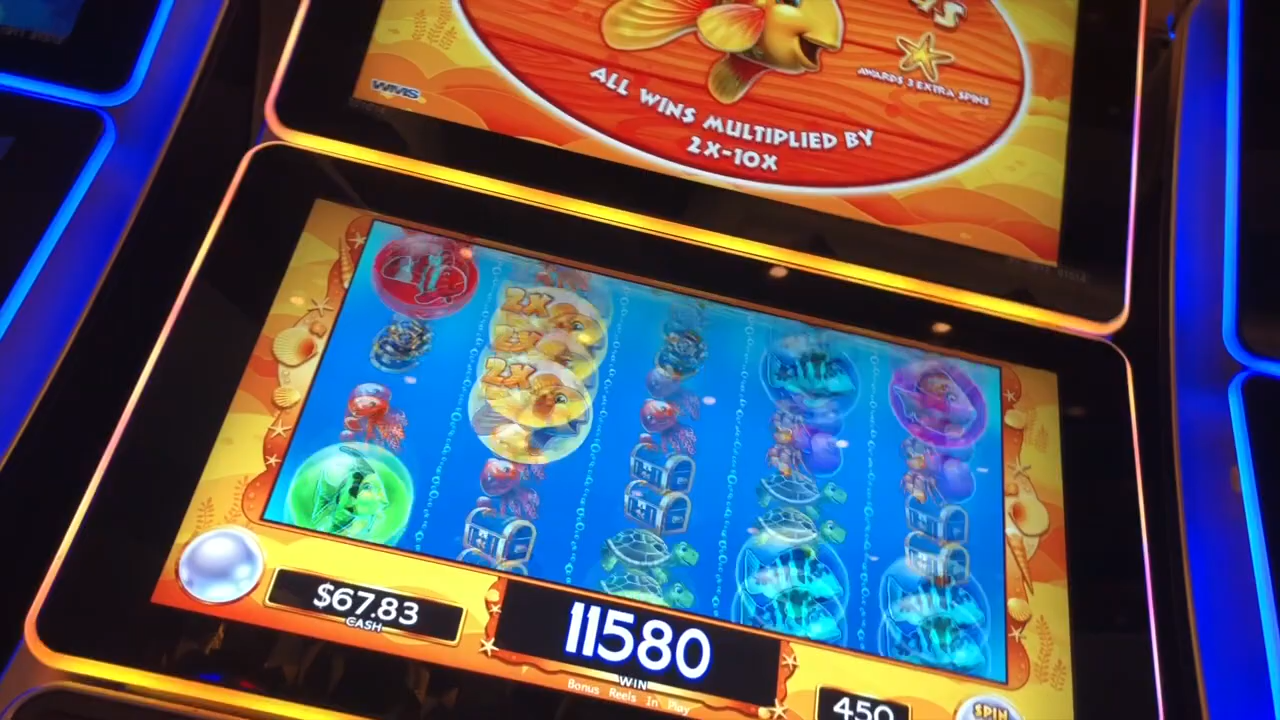 AWARDS 3 EXTRA SPINS
WMS
ALL WINS MULTIPLIED BY
2X-10X
2X
2X
2X
$67.83
CASH
11580
WIN
Bonus Reels In Play
450
SPIN